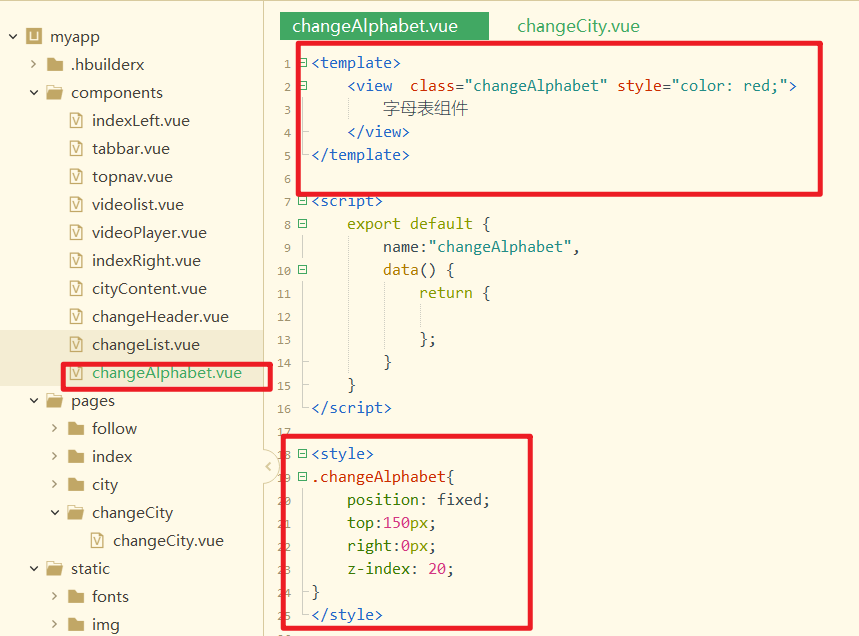 myapp
.hbuilderx
components
indexLeft.vue
tabbar.vue
topnav.vue
videolist.vue
videoPlayer.vue
indexRight.vue
cityContent.vue
changeHeader.vue
changeList.vue
changeAlphabet.vue
pages
follow
index
city
changeCity
changeCity.vue
static
fonts
img
changeAlphabet.vue changeCity.vue
1 <template>
2 <view class="changeAlphabet" style="color: red;">
3 字母表组件
4 </view>
5 </template>
6
7 <script>
8 export default {
9 name:"changeAlphabet",
10 data() {
11 return {
12
13 };
14 }
15 }
16 </script>
17
18 <style>
19 .changeAlphabet{
20 position: fixed;
21 top:150px;
22 right:0px;
23 z-index: 20;
24 }
25 </style>